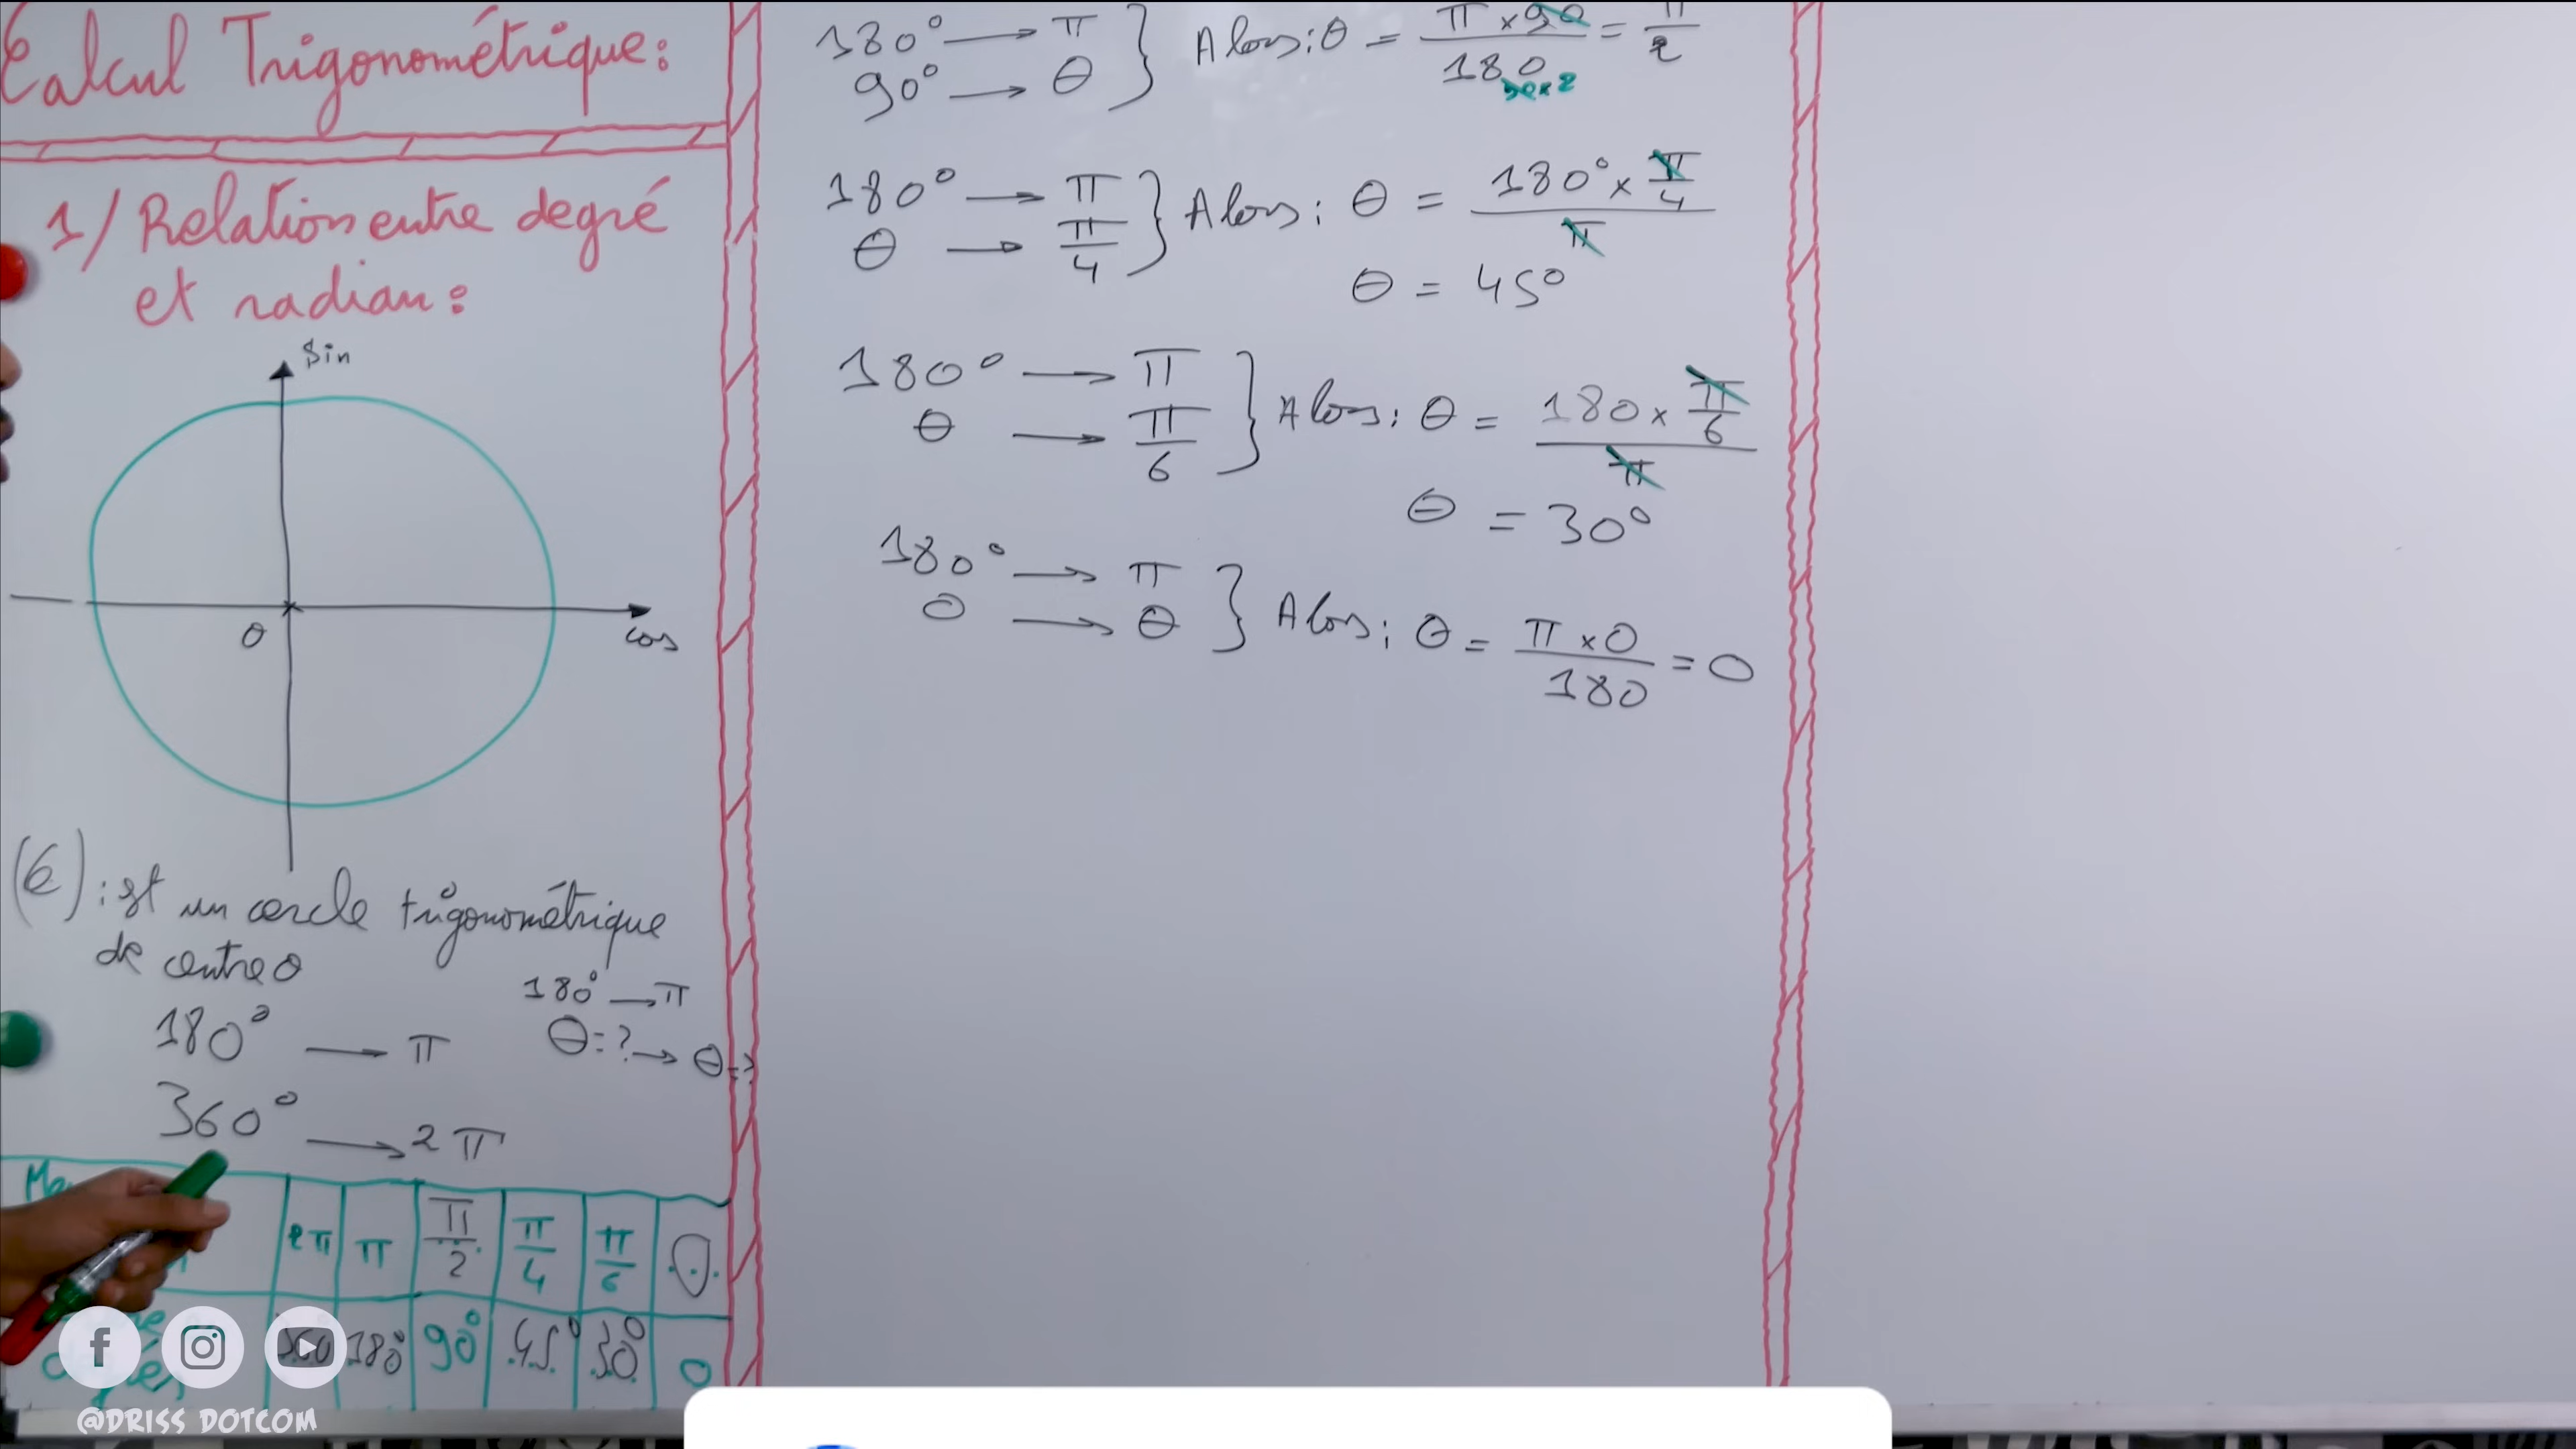 Calcul Trigonométrique:
1/ Relation entre degré
et radian:
sin
cos
O
(C): est un cercle trigonométrique
de centre O
180° → π
360° → 2π
180° → π
θ=? → θ=?
2π | π | π/2 | π/4 | π/6 | 0
360 | 180° | 90° | 45° | 30° | 0
180° → π
90° → θ } Alors: θ = (π × 90)/180 = π/2
90×2
180° → π
θ → π/4 } Alors: θ = (180° × π/4)/π
θ = 45°
180° → π
θ → π/6 } Alors: θ = (180 × π/6)/π
θ = 30°
180° → π
0 → θ } Alors: θ = (π × 0)/180 = 0
@DRISS DOTCOM